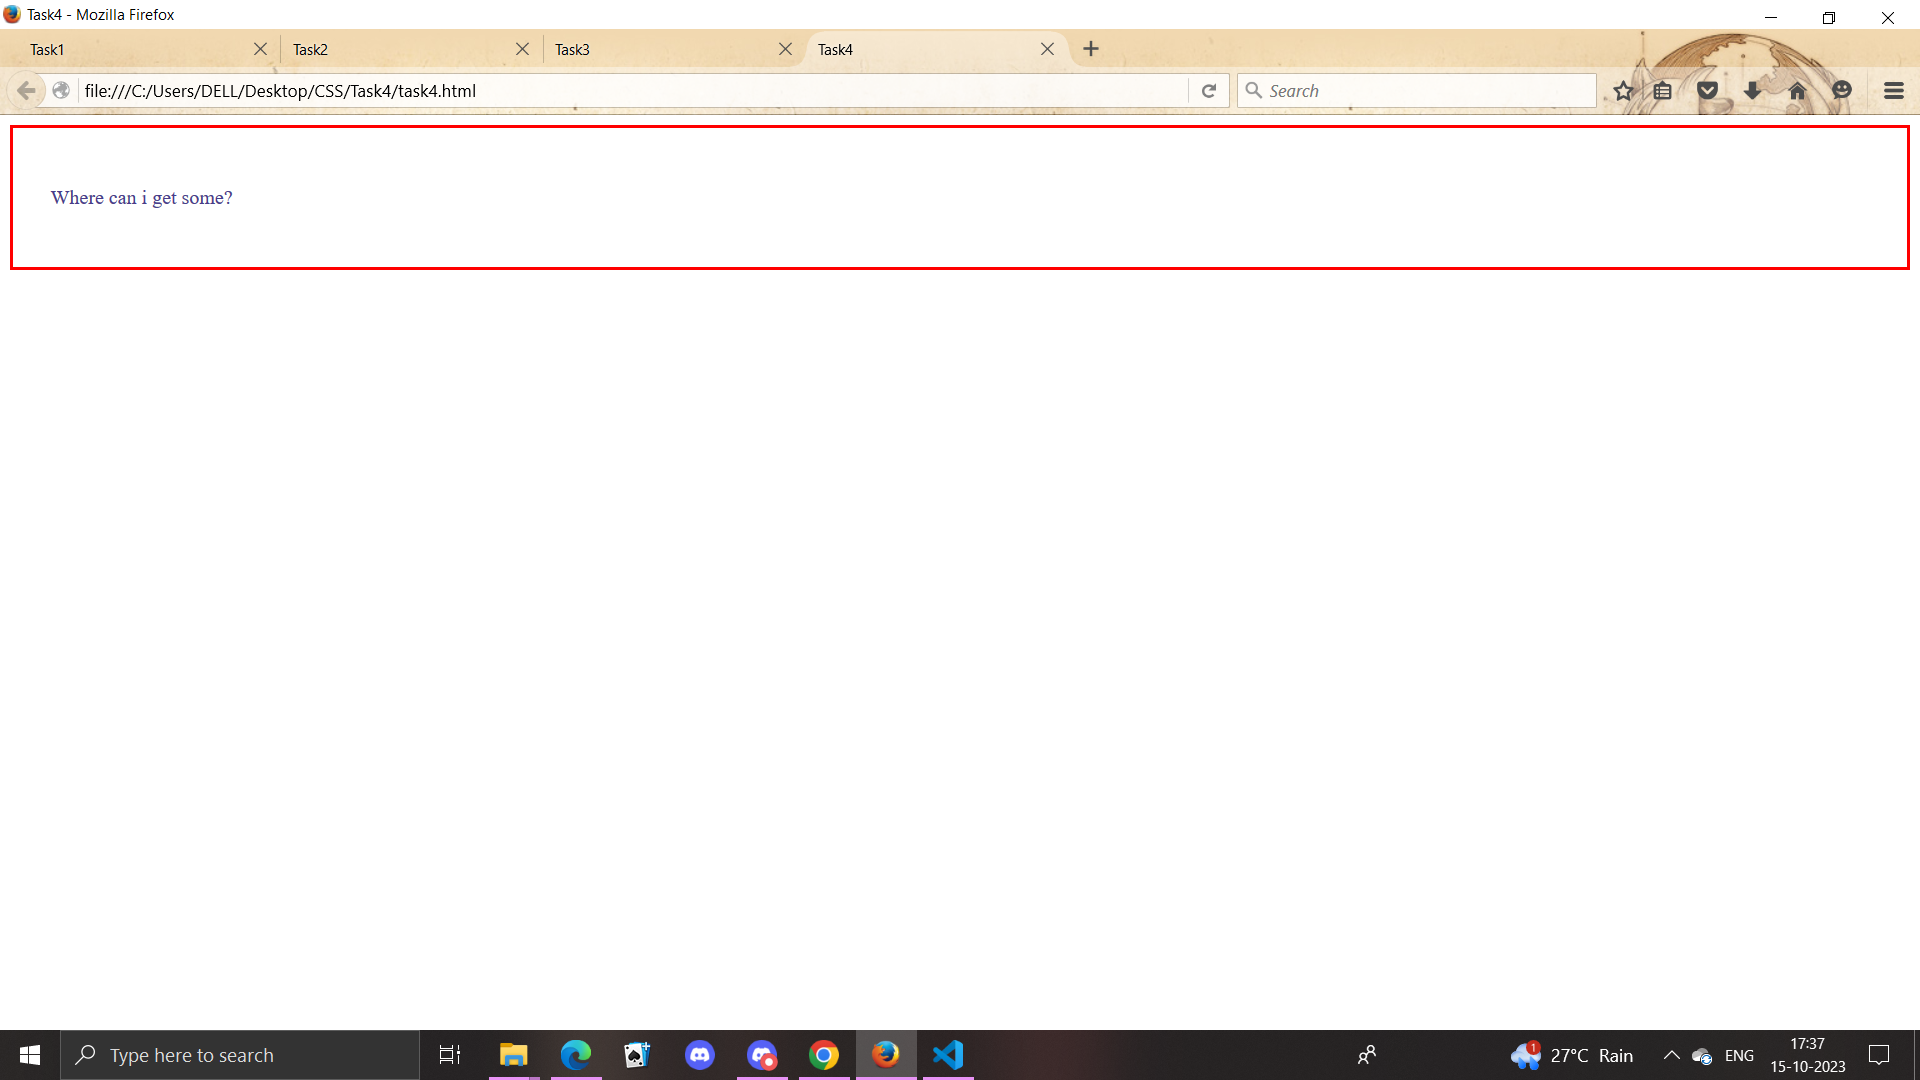 Task4 - Mozilla Firefox
Task1
Task2
Task3
Task4
file:///C:/Users/DELL/Desktop/CSS/Task4/task4.html
Search
Where can i get some?
Type here to search
1
27°C Rain
ENG
17:37
15-10-2023